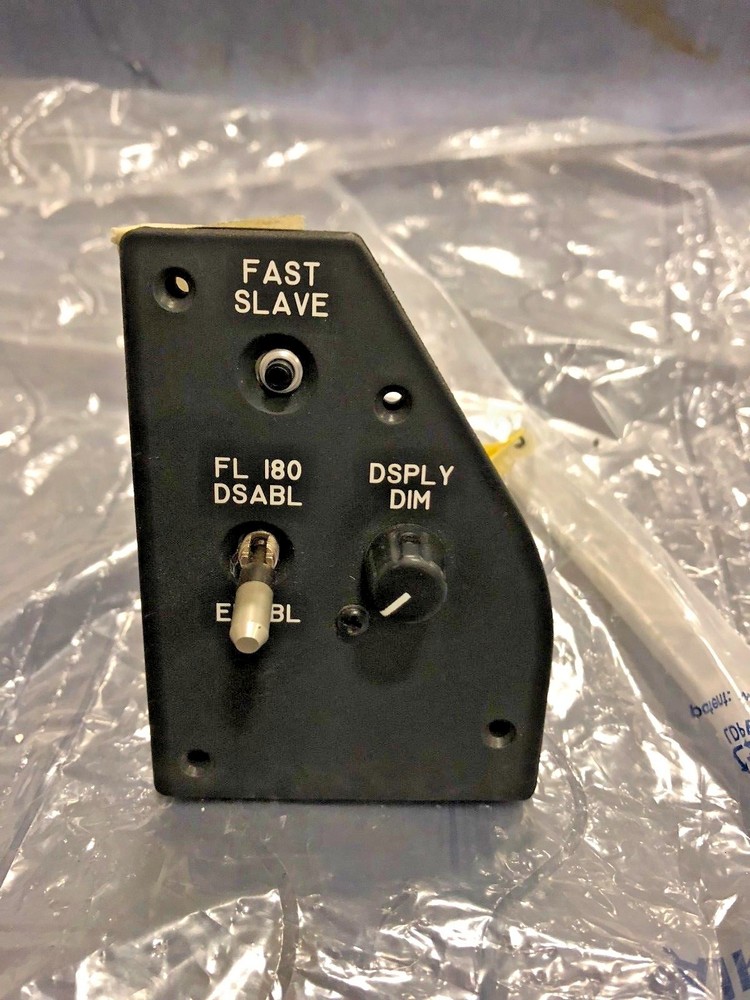 FAST
SLAVE
FL 180
DSABL
DSPLY
DIM